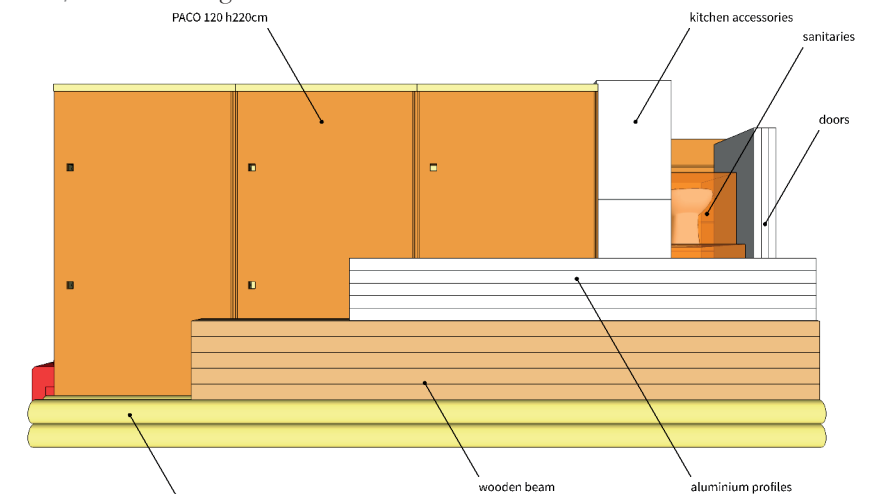 PACO 120 h220cm
kitchen accessories
sanitaries
doors
wooden beam
aluminium profiles